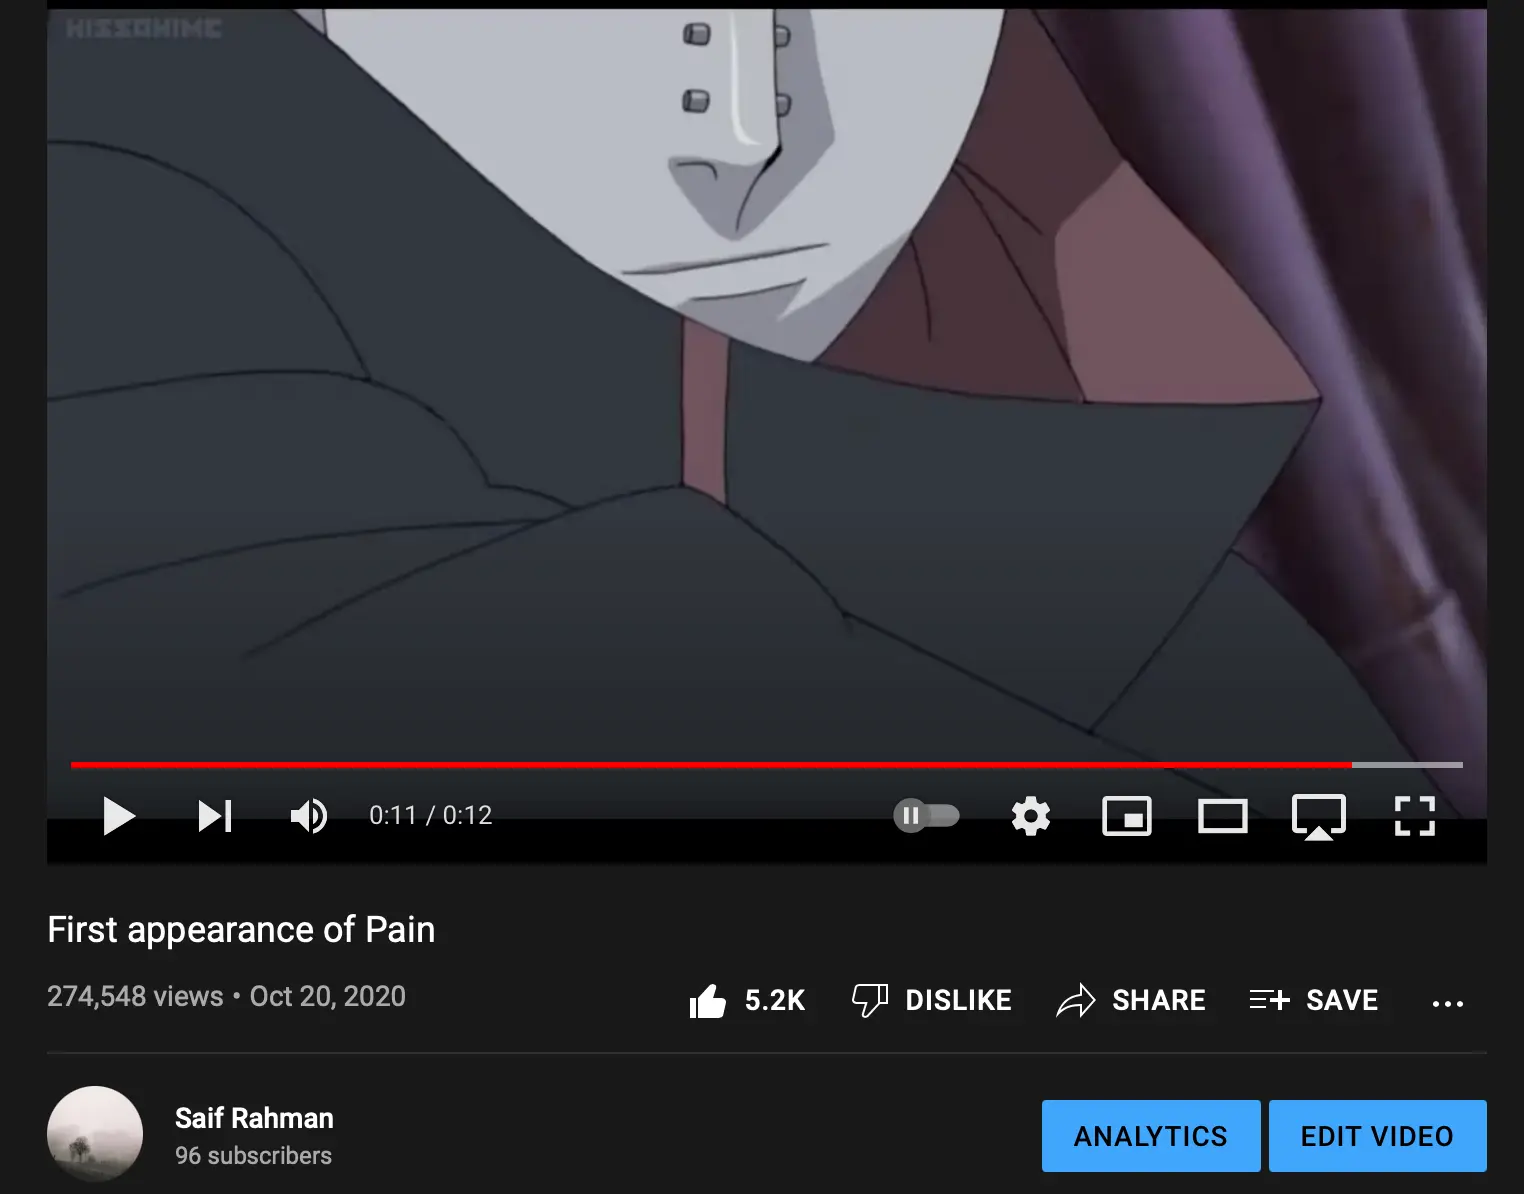 HISSOHIME
0:11 / 0:12
First appearance of Pain
274,548 views • Oct 20, 2020
5.2K DISLIKE SHARE SAVE ...
Saif Rahman
96 subscribers
ANALYTICS EDIT VIDEO